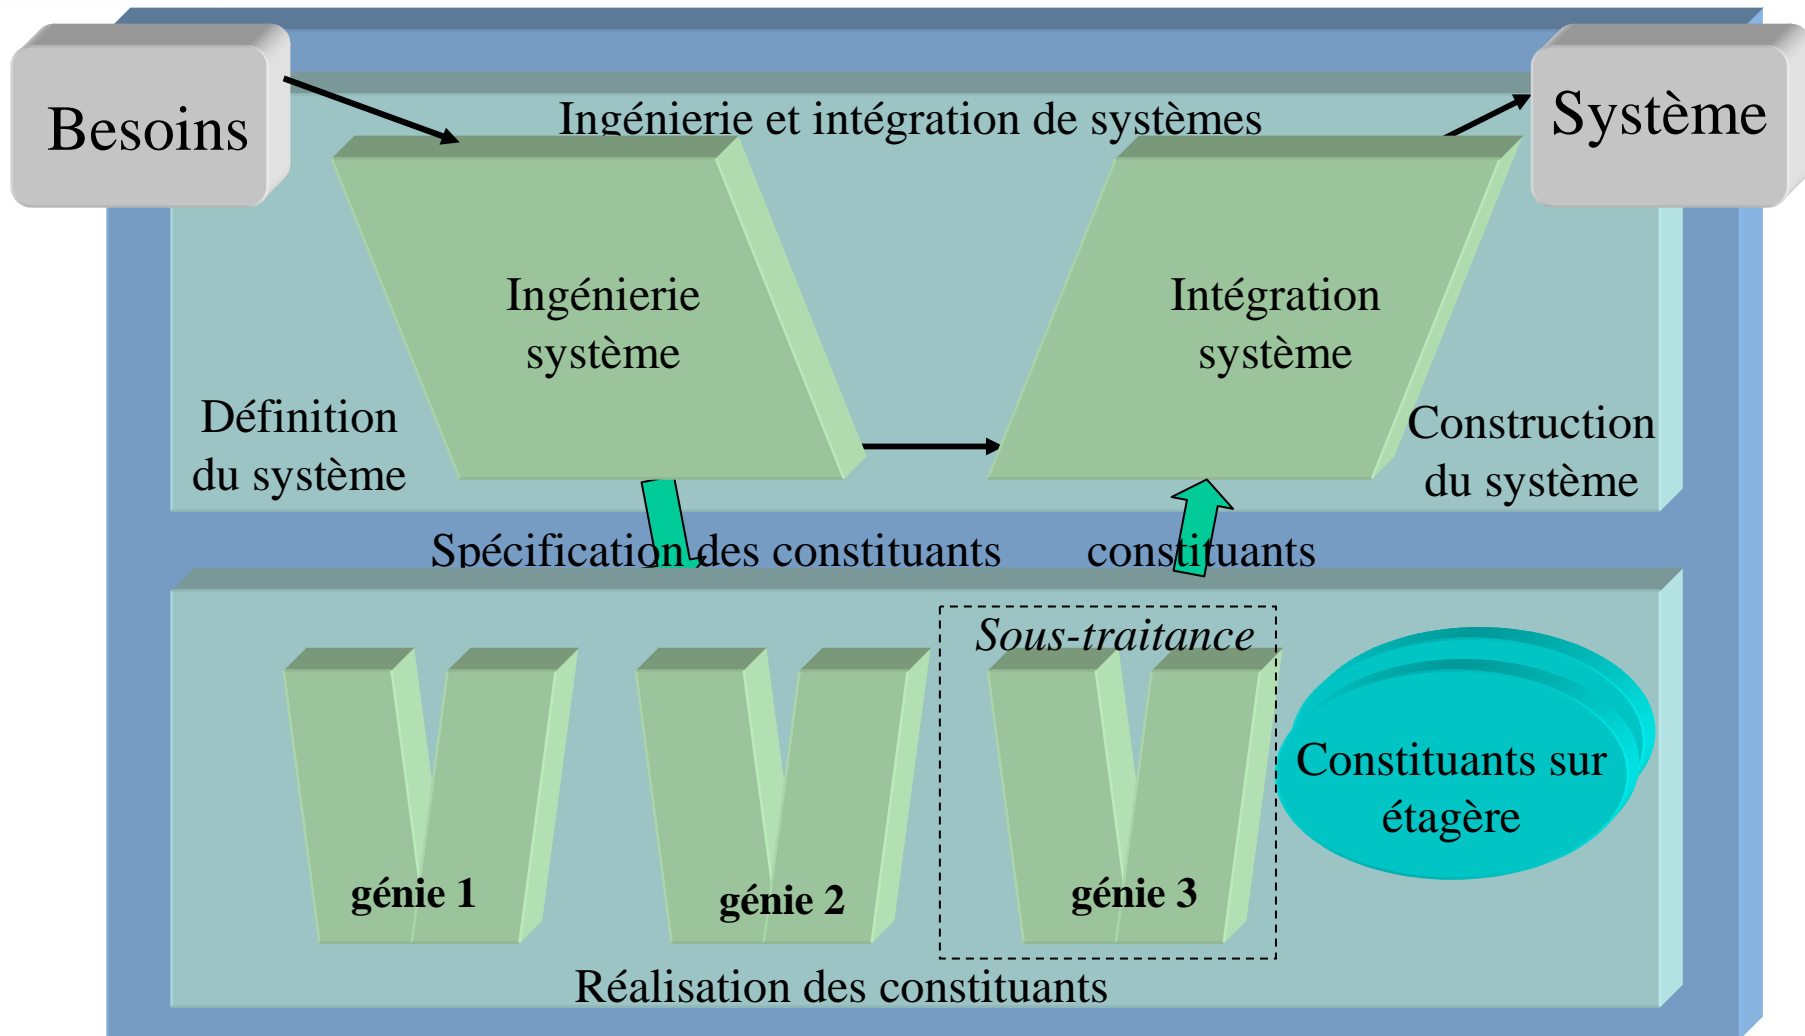 Besoins
Ingénierie et intégration de systèmes
Système
Ingénierie
système
Intégration
système
Définition
du système
Construction
du système
Spécification des constituants
constituants
Sous-traitance
génie 1
génie 2
génie 3
Constituants sur
étagère
Réalisation des constituants